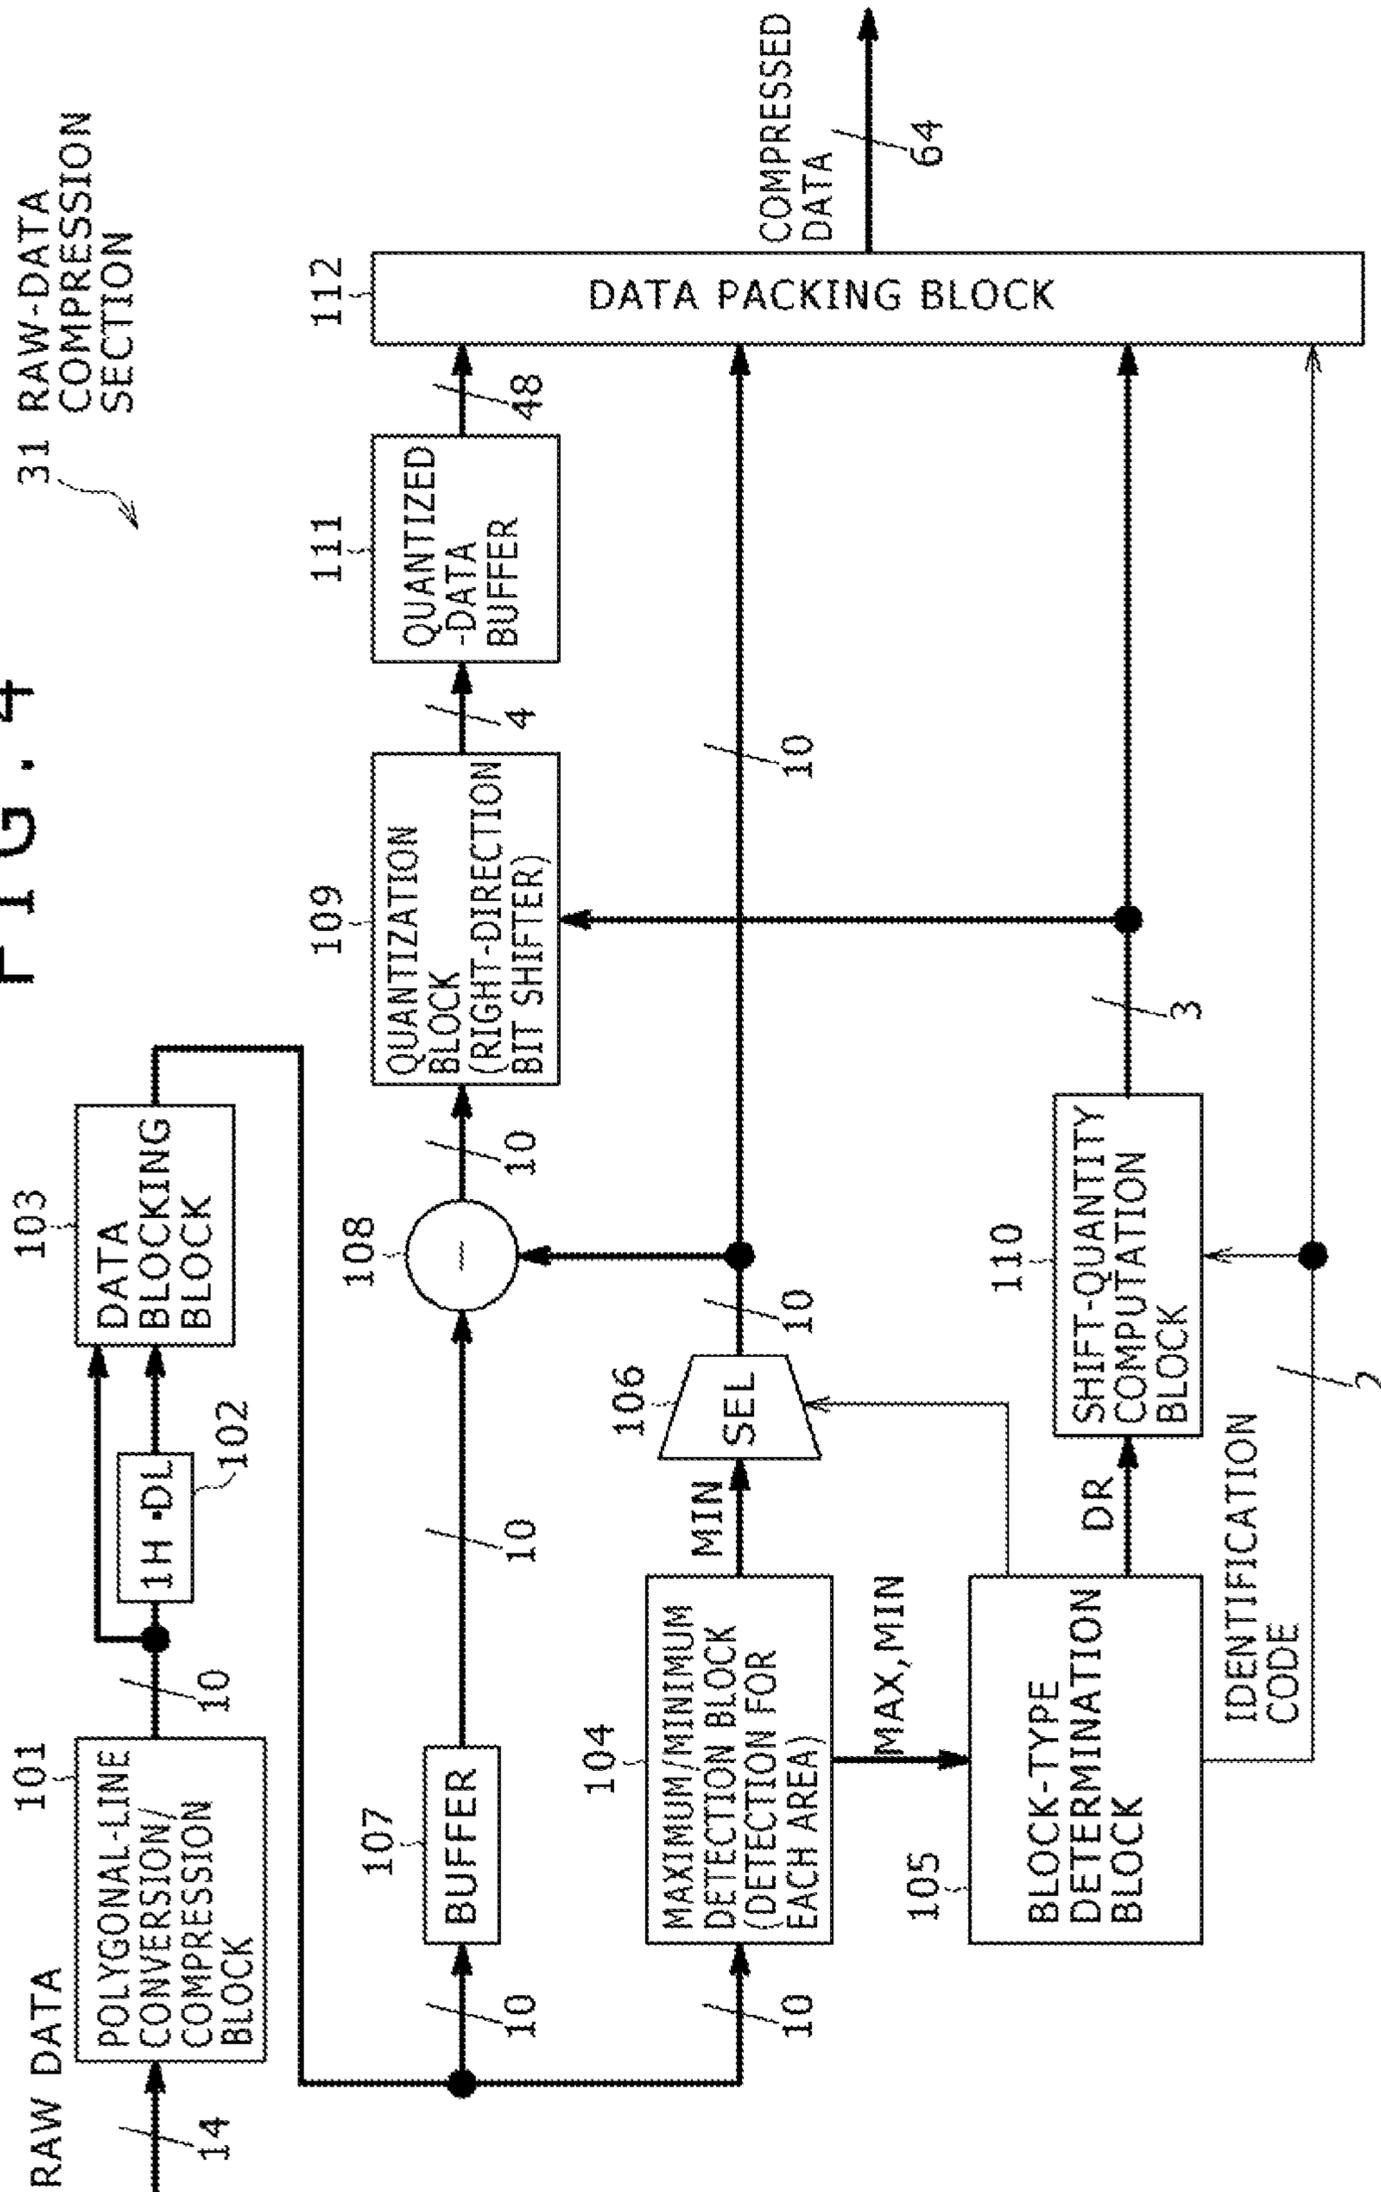 FIG. 4
31 RAW-DATA
COMPRESSION
SECTION
RAW DATA
14
101
POLYGONAL-LINE
CONVERSION/
COMPRESSION
BLOCK
10
1H·DL
102
103
DATA
BLOCKING
BLOCK
10
107
BUFFER
10
108
−
10
109
QUANTIZATION
BLOCK
(RIGHT-DIRECTION
BIT SHIFTER)
4
111
QUANTIZED
-DATA
BUFFER
48
112
DATA PACKING BLOCK
COMPRESSED
DATA
64
10
104
MAXIMUM/MINIMUM
DETECTION BLOCK
(DETECTION FOR
EACH AREA)
MIN
106
SEL
10
10
MAX,MIN
105
BLOCK-TYPE
DETERMINATION
BLOCK
DR
110
SHIFT-QUANTITY
COMPUTATION
BLOCK
3
IDENTIFICATION
CODE
2